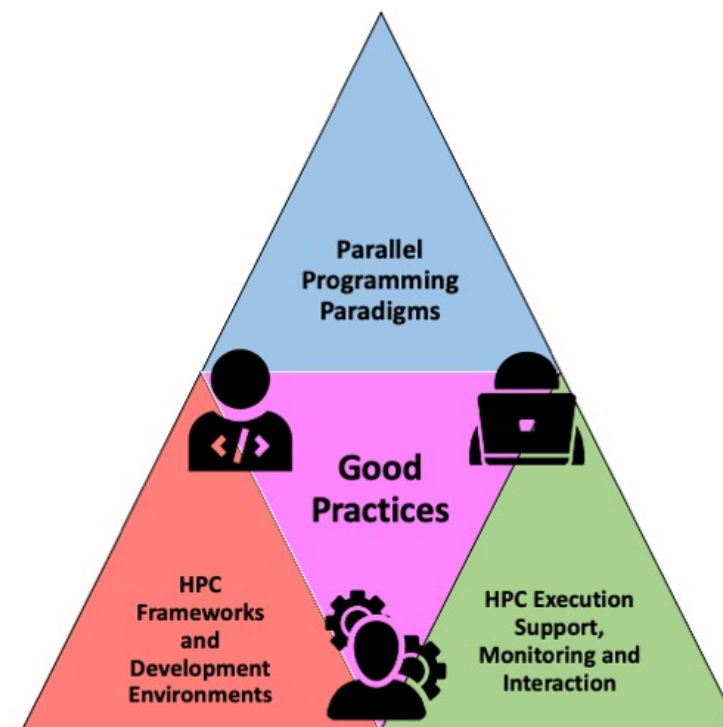 Parallel
Programming
Paradigms
</>
Good
Practices
HPC
Frameworks
and
Development
Environments
HPC Execution
Support,
Monitoring and
Interaction